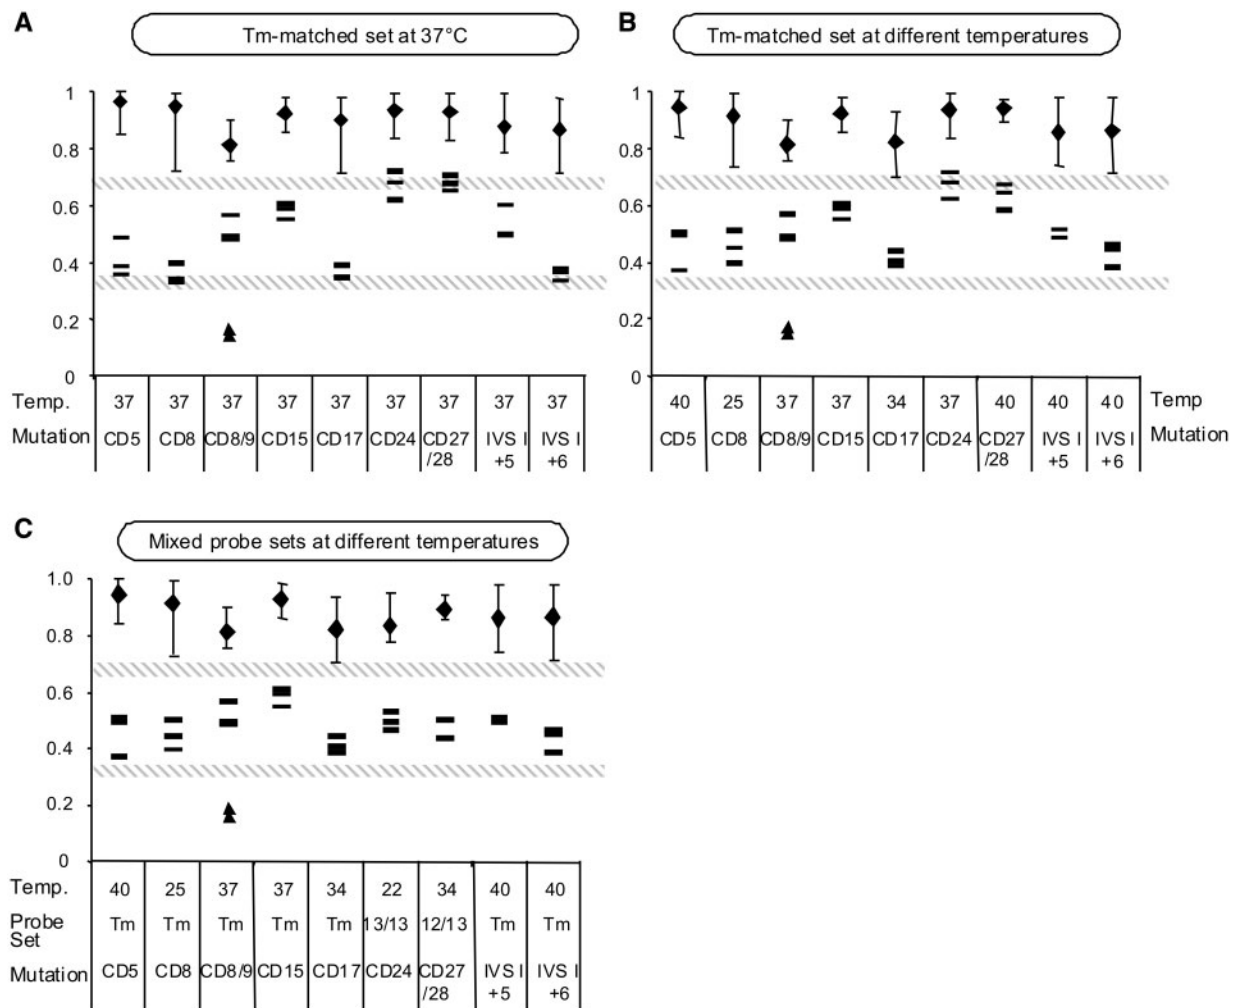 A
Tm-matched set at 37°C
1
0.8
0.6
0.4
0.2
0
Temp. 37 37 37 37 37 37 37 37 37
Mutation CD5 CD8 CD8/9 CD15 CD17 CD24 CD27 IVS I IVS I
/28 +5 +6
B
Tm-matched set at different temperatures
1
0.8
0.6
0.4
0.2
0
40 25 37 37 34 37 40 40 40 Temp
CD5 CD8 CD8/9 CD15 CD17 CD24 CD27 IVS I IVS I Mutation
/28 +5 +6
C
Mixed probe sets at different temperatures
1.0
0.8
0.6
0.4
0.2
0
Temp. 40 25 37 37 34 22 34 40 40
Probe Tm Tm Tm Tm Tm 13/13 12/13 Tm Tm
Set
Mutation CD5 CD8 CD8/9 CD15 CD17 CD24 CD27 IVS I IVS I
/28 +5 +6